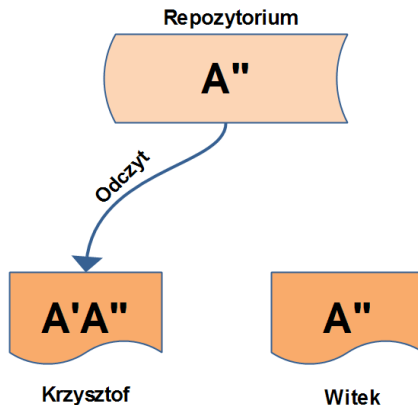 Repozytorium
A"
Odczyt
A'A"
A"
Krzysztof
Witek